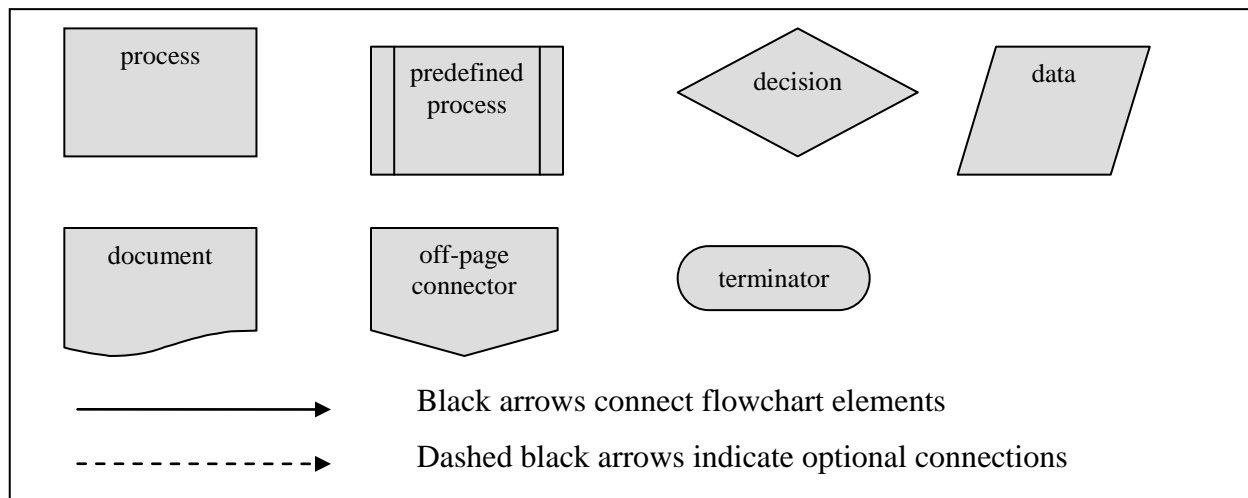 process
predefined
process
decision
data
document
off-page
connector
terminator
Black arrows connect flowchart elements
Dashed black arrows indicate optional connections